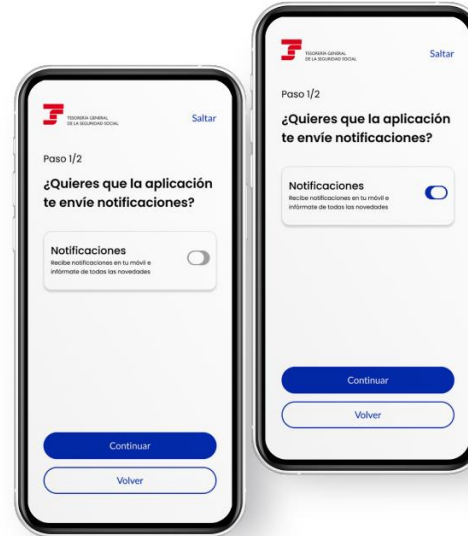 TESORERÍA GENERAL
DE LA SEGURIDAD SOCIAL
Saltar
Paso 1/2
¿Quieres que la aplicación
te envíe notificaciones?
Notificaciones
Recibe notificaciones en tu móvil e
infórmate de todas las novedades
Continuar
Volver
TESORERÍA GENERAL
DE LA SEGURIDAD SOCIAL
Saltar
Paso 1/2
¿Quieres que la aplicación
te envíe notificaciones?
Notificaciones
Recibe notificaciones en tu móvil e
infórmate de todas las novedades
Continuar
Volver